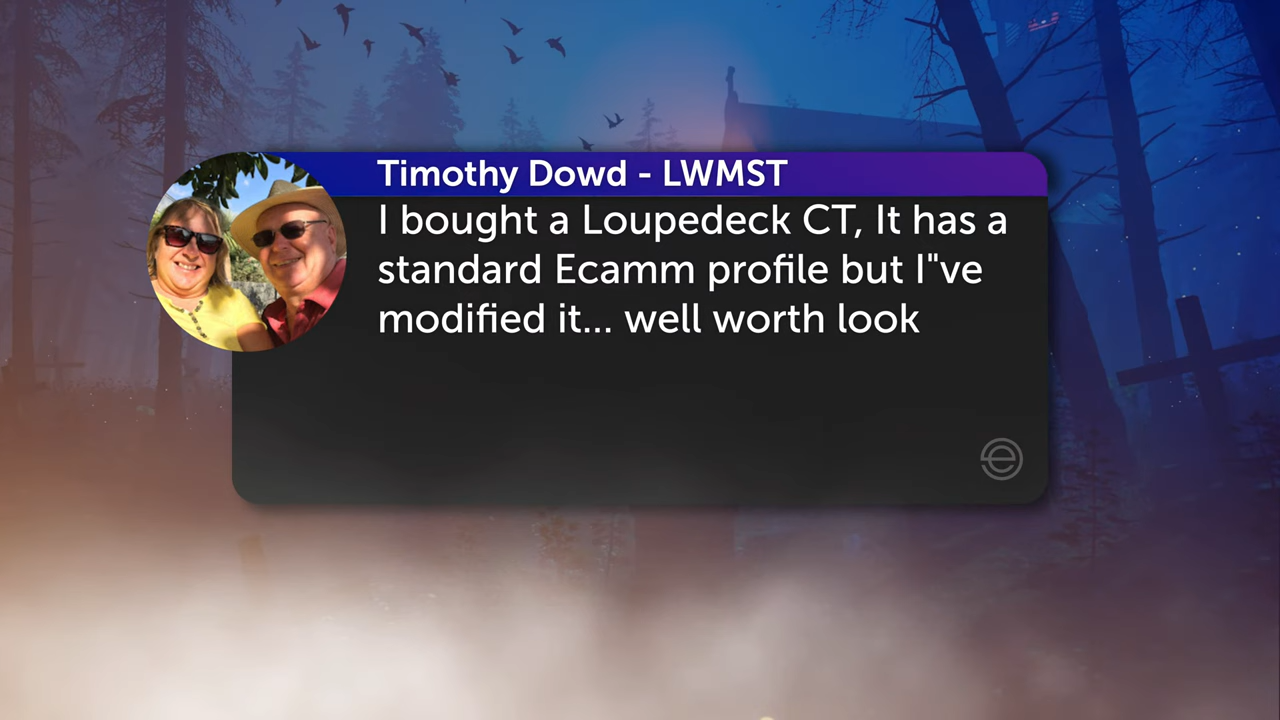 Timothy Dowd - LWMST
I bought a Loupedeck CT, It has a
standard Ecamm profile but I"ve
modified it... well worth look